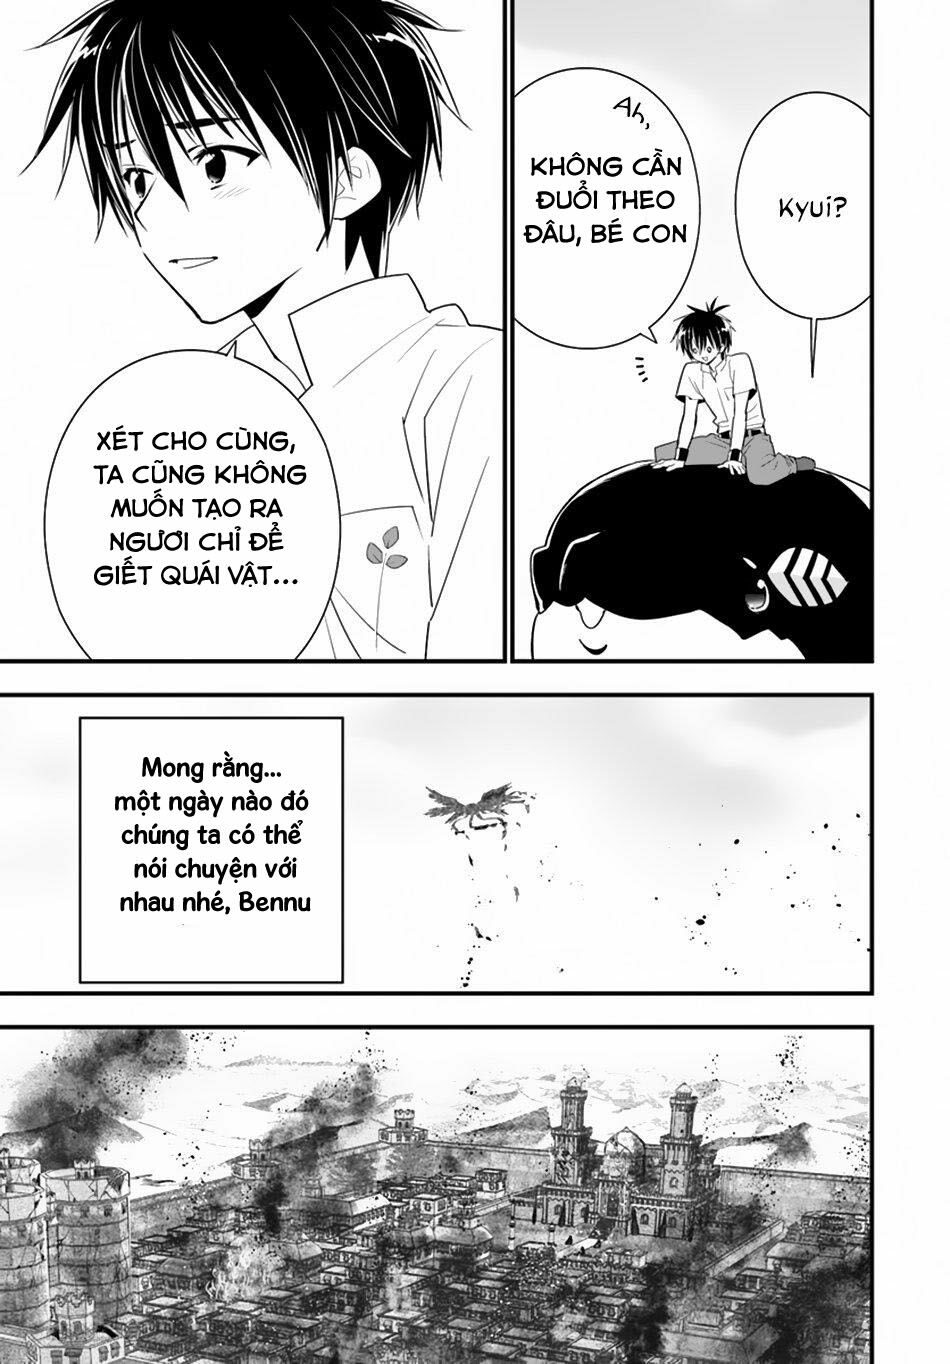 Kyui?
Ah,
KHÔNG CẦN
ĐUỔI THEO
ĐÂU, BÉ CON
XÉT CHO CÙNG,
TA CŨNG KHÔNG
MUỐN TẠO RA
NGƯƠI CHỈ ĐỂ
GIẾT QUÁI VẬT...
Mong rằng...
một ngày nào đó
chúng ta có thể
nói chuyện với
nhau nhé, Bennu